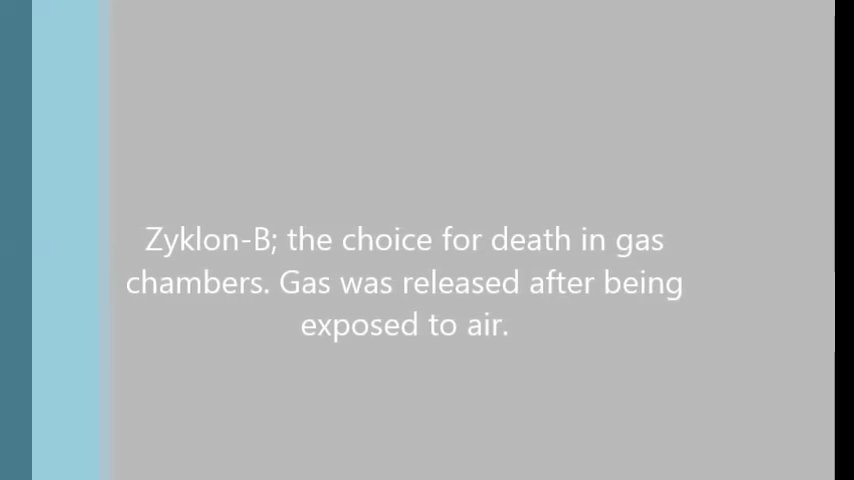 Zyklon-B; the choice for death in gas
chambers. Gas was released after being
exposed to air.